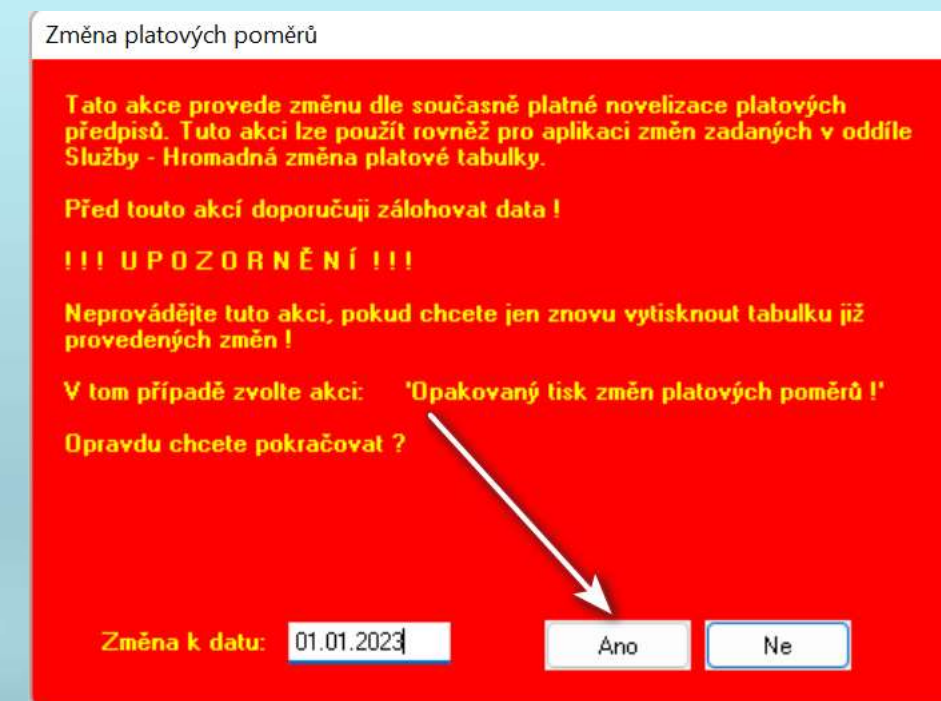 Změna platových poměrů
Tato akce provede změnu dle současně platné novelizace platových
předpisů. Tuto akci lze použít rovněž pro aplikaci změn zadaných v oddíle
Služby - Hromadná změna platové tabulky.
Před touto akcí doporučuji zálohovat data !
!!! U P O Z O R N Ě N Í !!!
Neprovádějte tuto akci, pokud chcete jen znovu vytisknout tabulku již
provedených změn !
V tom případě zvolte akci: 'Opakovaný tisk změn platových poměrů !'
Opravdu chcete pokračovat ?
Změna k datu: 01.01.2023 Ano Ne